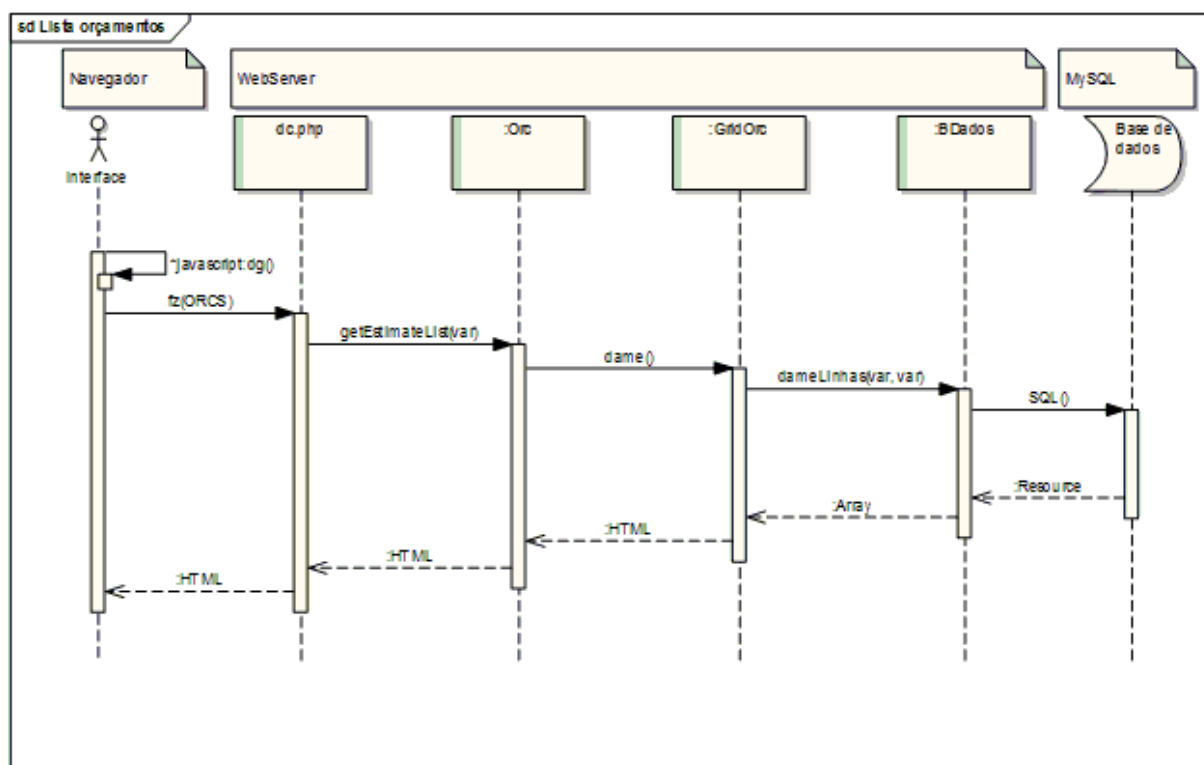 sd Lista orçamentos
Navegador
WebServer
MySQL
dc.php
:Orc
:GridOrc
:BDados
Base de
dados
Interface
*javascript:dg()
fz(ORCS)
getEstimateList(var)
dame()
dameLinhas(var, var)
SQL()
:Resource
:Array
:HTML
:HTML
:HTML